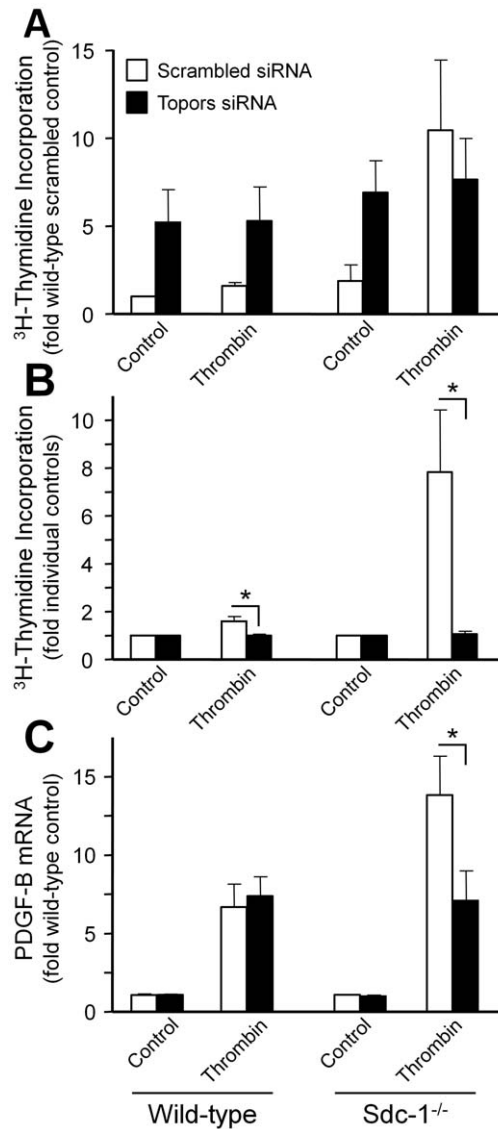 A
³H-Thymidine Incorporation
(fold wild-type scrambled control)
15
10
5
0
Scrambled siRNA
Topors siRNA
Control
Thrombin
Control
Thrombin
B
³H-Thymidine Incorporation
(fold individual controls)
10
8
6
4
2
0
*
*
Control
Thrombin
Control
Thrombin
C
PDGF-B mRNA
(fold wild-type control)
15
10
5
0
*
Control
Thrombin
Control
Thrombin
Wild-type
Sdc-1⁻/⁻